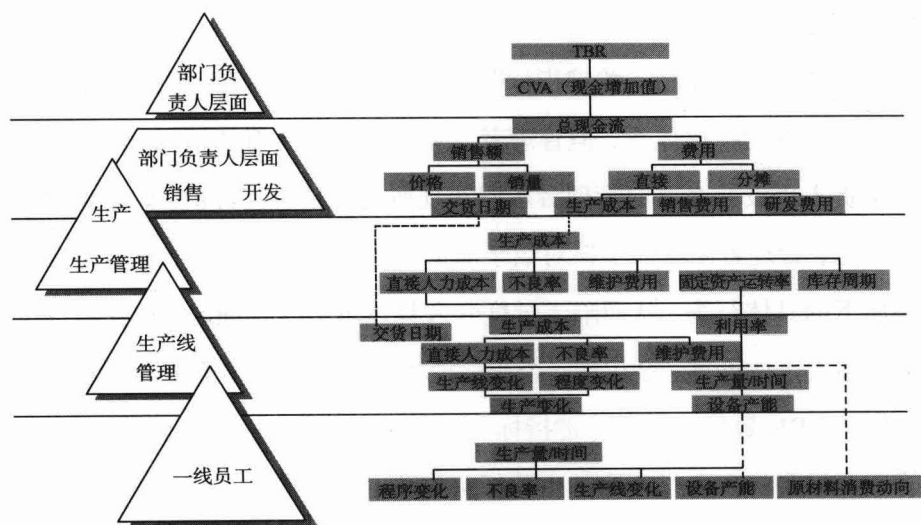 部门负
责人层面
部门负责人层面
销售 开发
生产
生产管理
生产线
管理
一线员工
TBR
CVA（现金增加值）
总现金流
销售额 费用
价格 销量 直接 分摊
交货日期 生产成本 销售费用 研发费用
生产成本
直接人力成本 不良率 维护费用 固定资产运转率 库存周期
生产成本 利用率
交货日期
直接人力成本 不良率 维护费用
生产线变化 程度变化 生产量/时间
生产变化 设备产能
生产量/时间
程序变化 不良率 生产线变化 设备产能 原材料消费动向